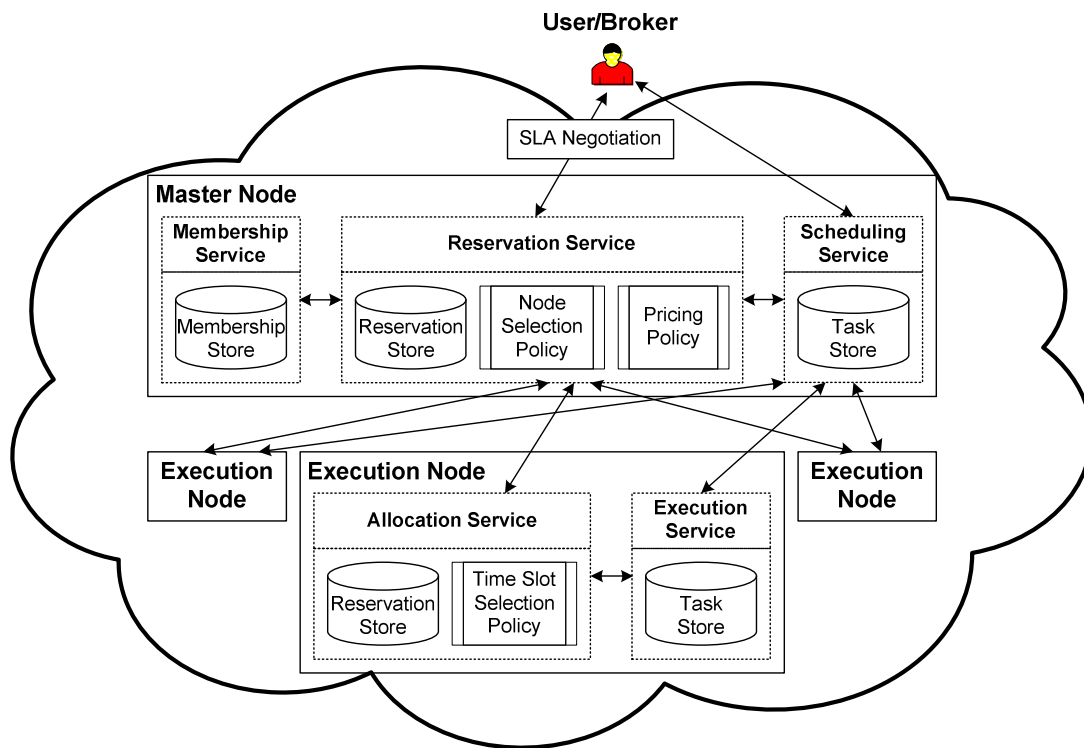 User/Broker
SLA Negotiation
Master Node
Membership
Service
Membership
Store
Reservation Service
Reservation
Store
Node
Selection
Policy
Pricing
Policy
Scheduling
Service
Task
Store
Execution
Node
Execution Node
Allocation Service
Reservation
Store
Time Slot
Selection
Policy
Execution
Service
Task
Store
Execution
Node